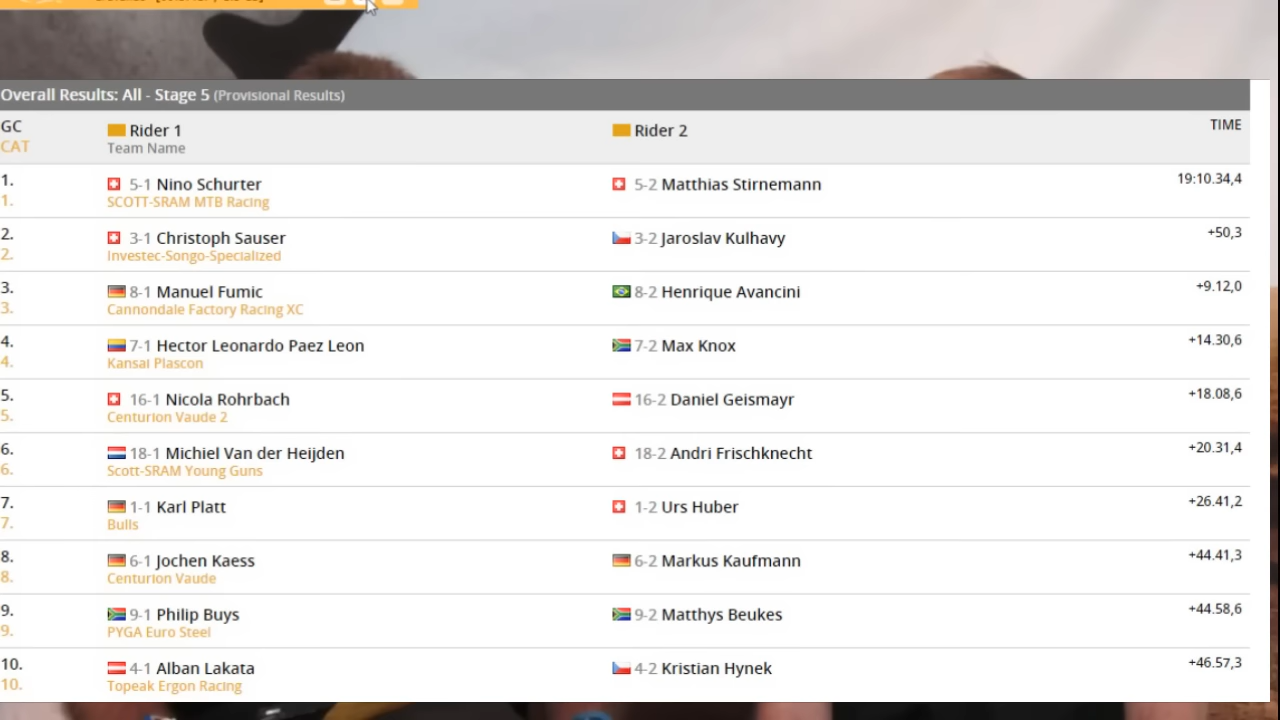 Overall Results: All - Stage 5 (Provisional Results)
GC Rider 1 Rider 2 TIME
CAT Team Name
1. 5-1 Nino Schurter 5-2 Matthias Stirnemann 19:10.34,4
1. SCOTT-SRAM MTB Racing
2. 3-1 Christoph Sauser 3-2 Jaroslav Kulhavy +50,3
2. Investec-Songo-Specialized
3. 8-1 Manuel Fumic 8-2 Henrique Avancini +9.12,0
3. Cannondale Factory Racing XC
4. 7-1 Hector Leonardo Paez Leon 7-2 Max Knox +14.30,6
4. Kansai Plascon
5. 16-1 Nicola Rohrbach 16-2 Daniel Geismayr +18.08,6
5. Centurion Vaude 2
6. 18-1 Michiel Van der Heijden 18-2 Andri Frischknecht +20.31,4
6. Scott-SRAM Young Guns
7. 1-1 Karl Platt 1-2 Urs Huber +26.41,2
7. Bulls
8. 6-1 Jochen Kaess 6-2 Markus Kaufmann +44.41,3
8. Centurion Vaude
9. 9-1 Philip Buys 9-2 Matthys Beukes +44.58,6
9. PYGA Euro Steel
10. 4-1 Alban Lakata 4-2 Kristian Hynek +46.57,3
10. Topeak Ergon Racing